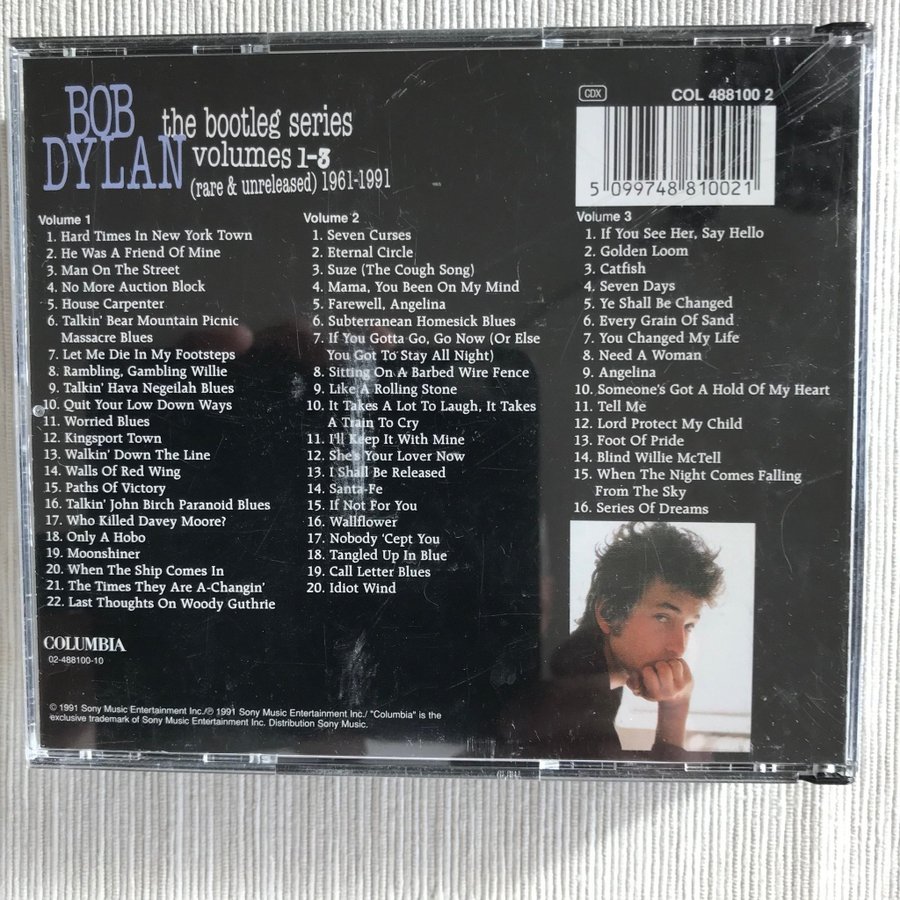 BOB
DYLAN
the bootleg series
volumes 1-3
(rare & unreleased) 1961-1991
CDX
COL 488100 2
5 099748 810021
Volume 1
1. Hard Times In New York Town
2. He Was A Friend Of Mine
3. Man On The Street
4. No More Auction Block
5. House Carpenter
6. Talkin' Bear Mountain Picnic
Massacre Blues
7. Let Me Die In My Footsteps
8. Rambling, Gambling Willie
9. Talkin' Hava Negeilah Blues
10. Quit Your Low Down Ways
11. Worried Blues
12. Kingsport Town
13. Walkin' Down The Line
14. Walls Of Red Wing
15. Paths Of Victory
16. Talkin' John Birch Paranoid Blues
17. Who Killed Davey Moore?
18. Only A Hobo
19. Moonshiner
20. When The Ship Comes In
21. The Times They Are A-Changin'
22. Last Thoughts On Woody Guthrie
Volume 2
1. Seven Curses
2. Eternal Circle
3. Suze (The Cough Song)
4. Mama, You Been On My Mind
5. Farewell, Angelina
6. Subterranean Homesick Blues
7. If You Gotta Go, Go Now (Or Else
You Got To Stay All Night)
8. Sitting On A Barbed Wire Fence
9. Like A Rolling Stone
10. It Takes A Lot To Laugh, It Takes
A Train To Cry
11. I'll Keep It With Mine
12. She's Your Lover Now
13. I Shall Be Released
14. Santa-Fe
15. If Not For You
16. Wallflower
17. Nobody 'Cept You
18. Tangled Up In Blue
19. Call Letter Blues
20. Idiot Wind
Volume 3
1. If You See Her, Say Hello
2. Golden Loom
3. Catfish
4. Seven Days
5. Ye Shall Be Changed
6. Every Grain Of Sand
7. You Changed My Life
8. Need A Woman
9. Angelina
10. Someone's Got A Hold Of My Heart
11. Tell Me
12. Lord Protect My Child
13. Foot Of Pride
14. Blind Willie McTell
15. When The Night Comes Falling
From The Sky
16. Series Of Dreams
COLUMBIA
02-488100-10
© 1991 Sony Music Entertainment Inc./℗ 1991 Sony Music Entertainment Inc./ "Columbia" is the
exclusive trademark of Sony Music Entertainment Inc. Distribution Sony Music.